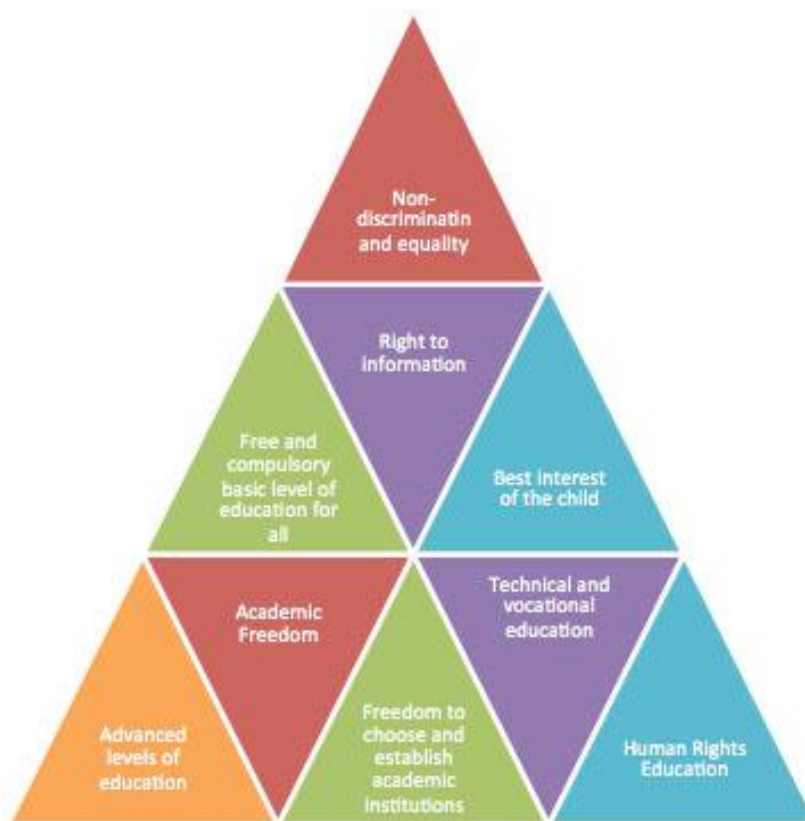 Non-
discriminatin
and equality
Right to
information
Free and
compulsory
basic level of
education for
all
Best interest
of the child
Academic
Freedom
Technical and
vocational
education
Advanced
levels of
education
Freedom to
choose and
establish
academic
institutions
Human Rights
Education